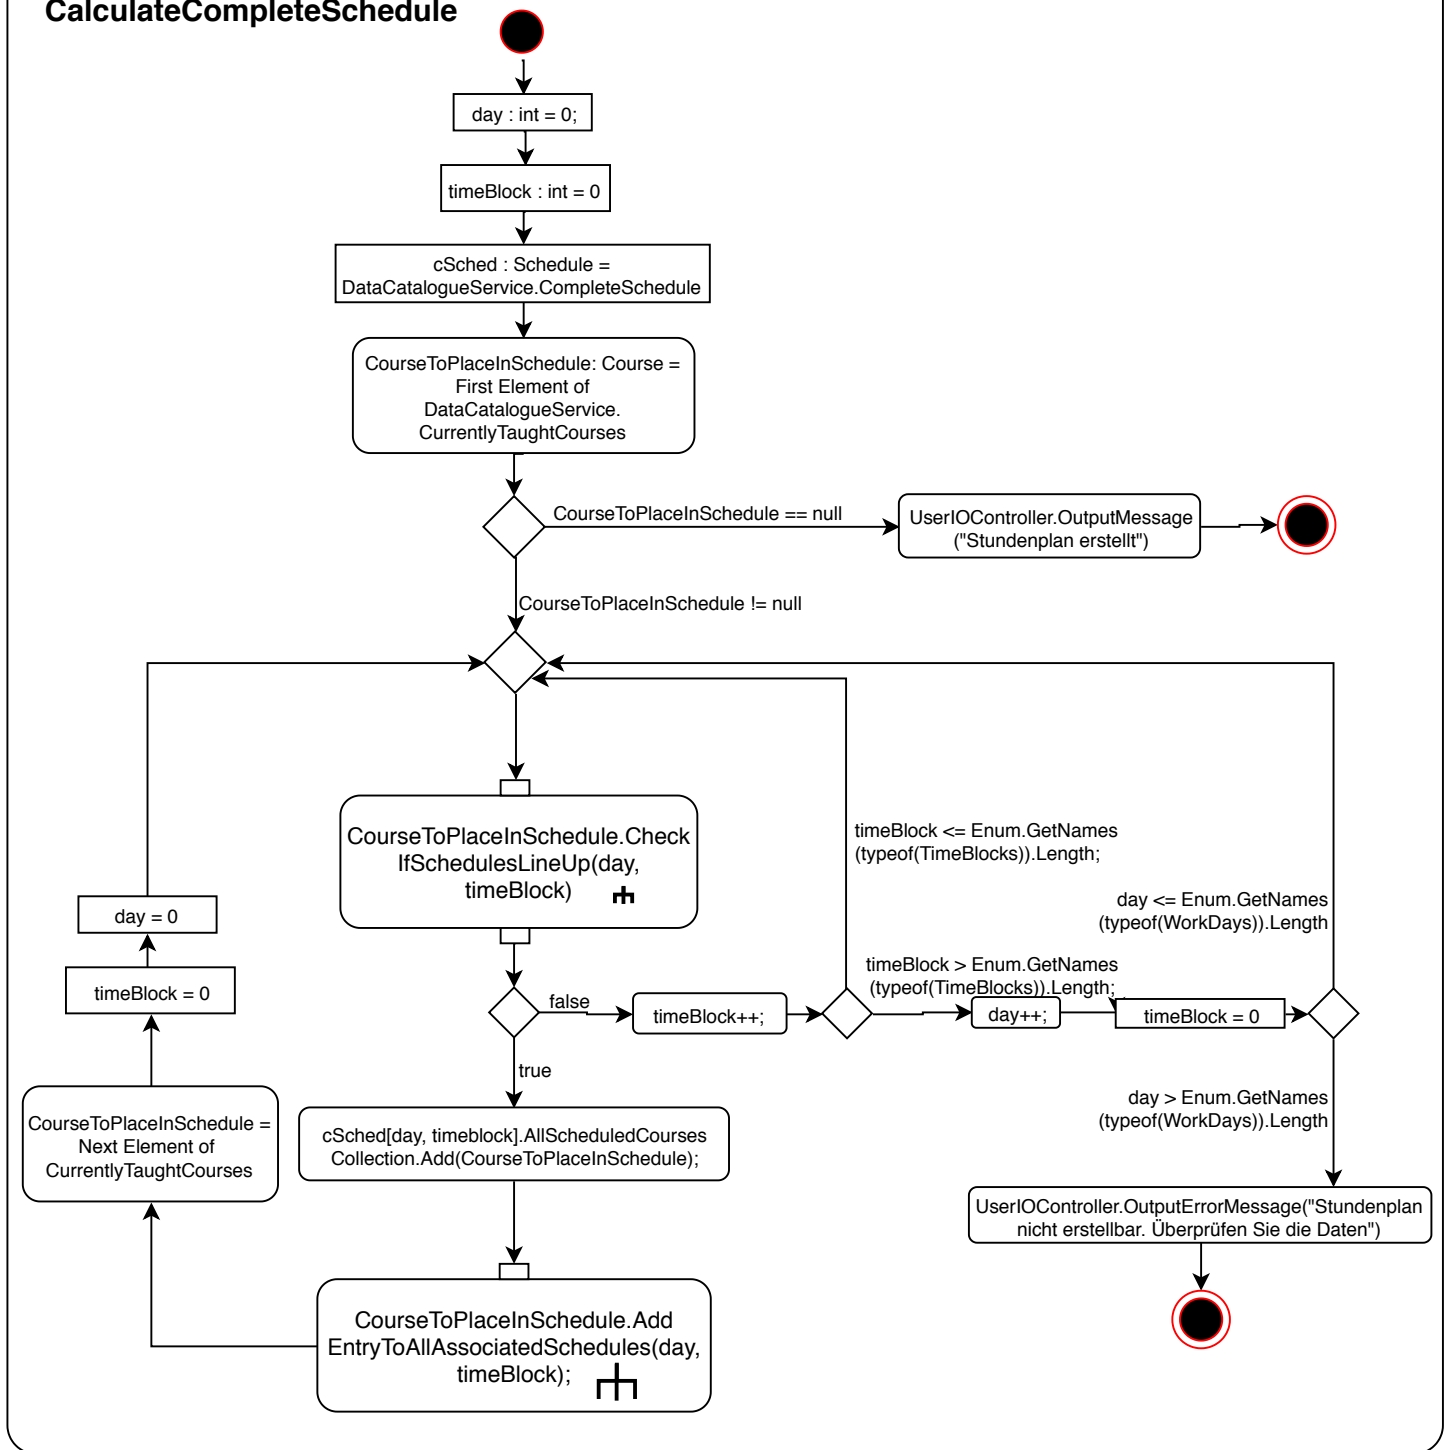 CalculateCompleteSchedule
day : int = 0;
timeBlock : int = 0
cSched : Schedule =
DataCatalogueService.CompleteSchedule
CourseToPlaceInSchedule: Course =
First Element of
DataCatalogueService.
CurrentlyTaughtCourses
CourseToPlaceInSchedule == null
UserIOController.OutputMessage
("Stundenplan erstellt")
CourseToPlaceInSchedule != null
CourseToPlaceInSchedule.Check
IfSchedulesLineUp(day,
timeBlock)
timeBlock <= Enum.GetNames
(typeof(TimeBlocks)).Length;
day <= Enum.GetNames
(typeof(WorkDays)).Length
day = 0
timeBlock = 0
timeBlock > Enum.GetNames
(typeof(TimeBlocks)).Length;
false
timeBlock++;
day++;
timeBlock = 0
true
day > Enum.GetNames
(typeof(WorkDays)).Length
CourseToPlaceInSchedule =
Next Element of
CurrentlyTaughtCourses
cSched[day, timeblock].AllScheduledCourses
Collection.Add(CourseToPlaceInSchedule);
UserIOController.OutputErrorMessage("Stundenplan
nicht erstellbar. Überprüfen Sie die Daten")
CourseToPlaceInSchedule.Add
EntryToAllAssociatedSchedules(day,
timeBlock);